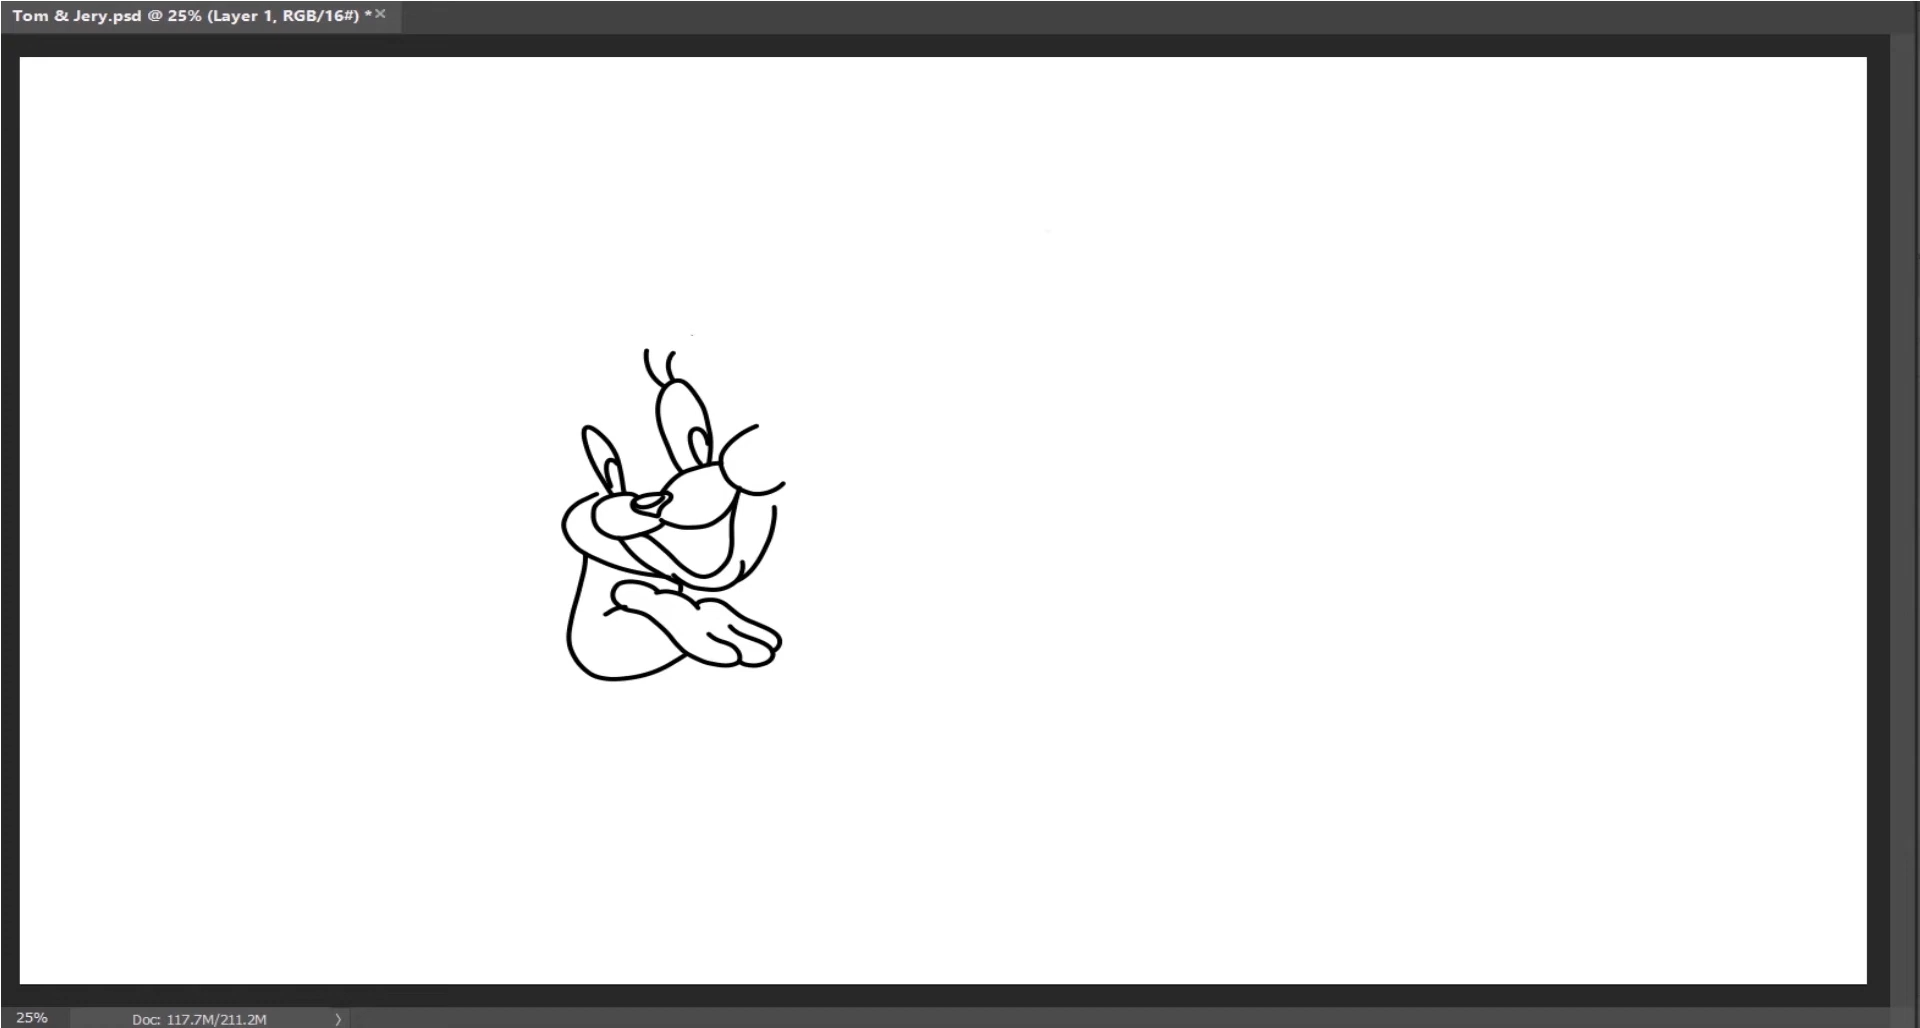 Tom & Jery.psd @ 25% (Layer 1, RGB/16#) *
25%
Doc: 117.7M/211.2M